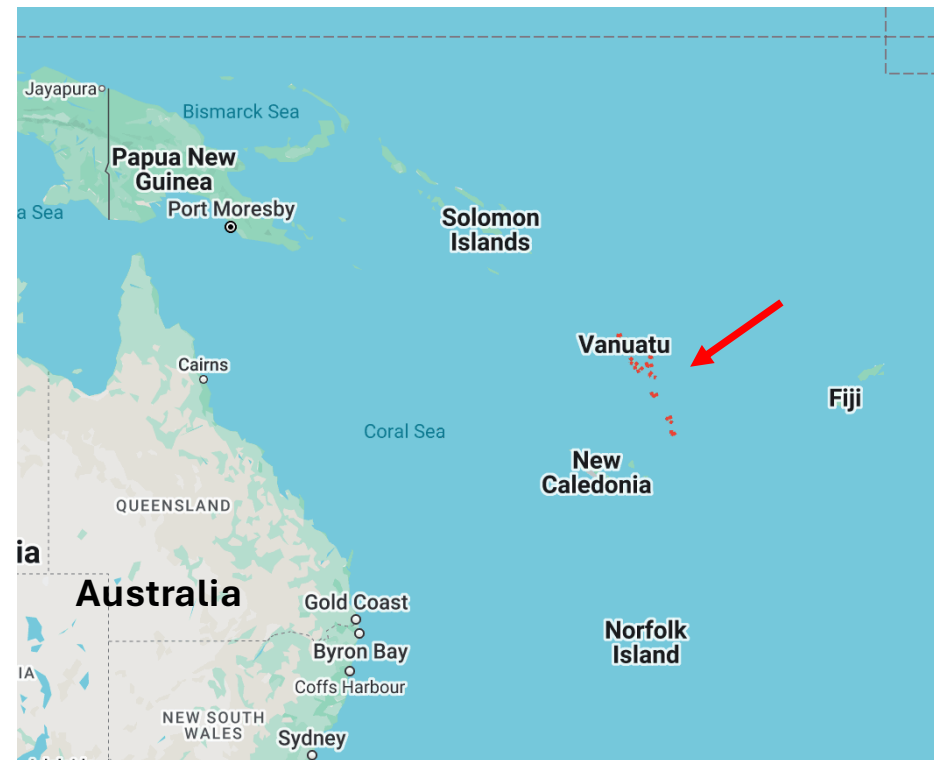 Jayapura
Bismarck Sea
Papua New
Guinea
Port Moresby
a Sea
Solomon
Islands
Vanuatu
Cairns
Fiji
Coral Sea
New
Caledonia
QUEENSLAND
ia
Australia
Gold Coast
Norfolk
Island
Byron Bay
IA
Coffs Harbour
NEW SOUTH
WALES
Sydney